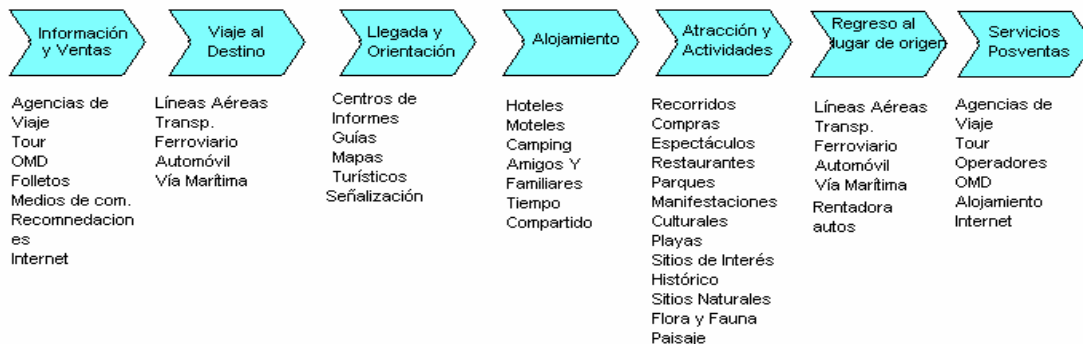 Información
y Ventas
Viaje al
Destino
Llegada y
Orientación
Alojamiento
Atracción y
Actividades
Regreso al
lugar de origen
Servicios
Posventas
Agencias de
Viaje
Tour
OMD
Folletos
Medios de com.
Recomnedacion
es
Internet
Líneas Aéreas
Transp.
Ferroviario
Automóvil
Vía Marítima
Centros de
Informes
Guías
Mapas
Turísticos
Señalización
Hoteles
Moteles
Camping
Amigos Y
Familiares
Tiempo
Compartido
Recorridos
Compras
Espectáculos
Restaurantes
Parques
Manifestaciones
Culturales
Playas
Sitios de Interés
Histórico
Sitios Naturales
Flora y Fauna
Paisaje
Líneas Aéreas
Transp.
Ferroviario
Automóvil
Vía Marítima
Rentadora
autos
Agencias de
Viaje
Tour
Operadores
OMD
Alojamiento
Internet